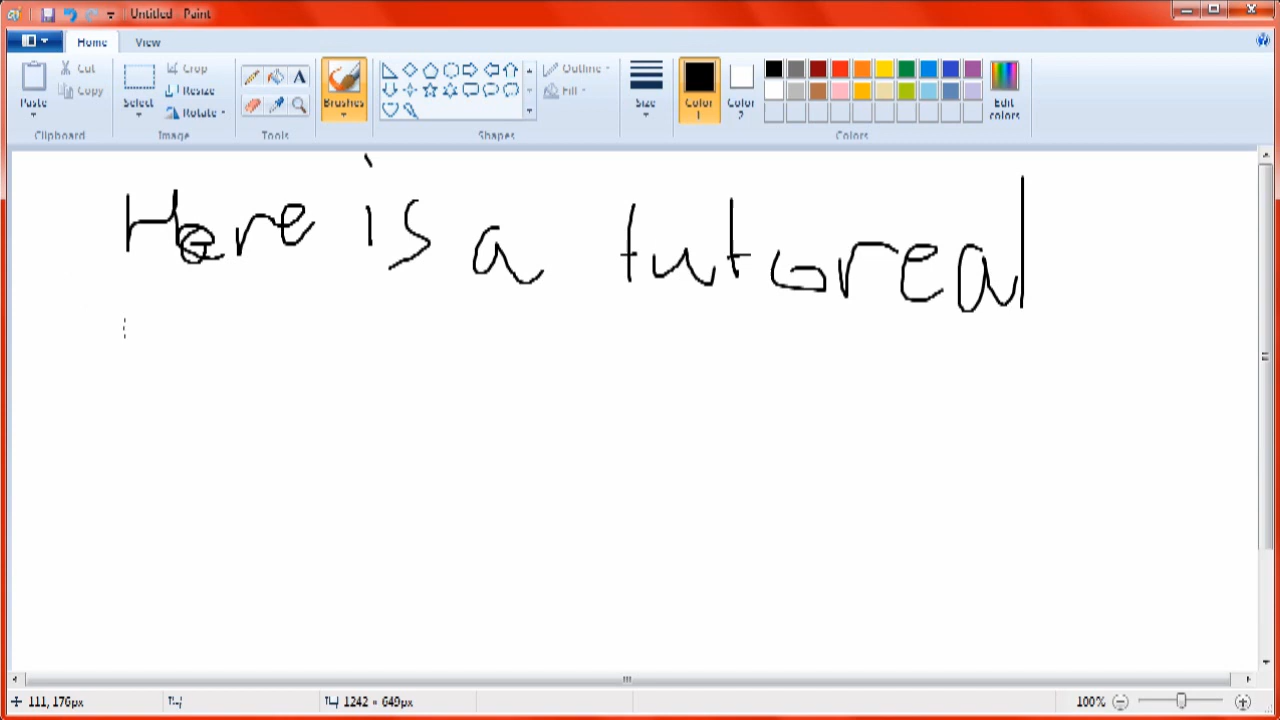 Untitled - Paint
Home View
Cut
Copy
Paste
Crop
Resize
Rotate
Select
Brushes
Outline
Fill
Size
Color 1
Color 2
Edit colors
Clipboard Image Tools Shapes Colors
Here is a tutoreal
111, 176px 1242 × 649px 100%